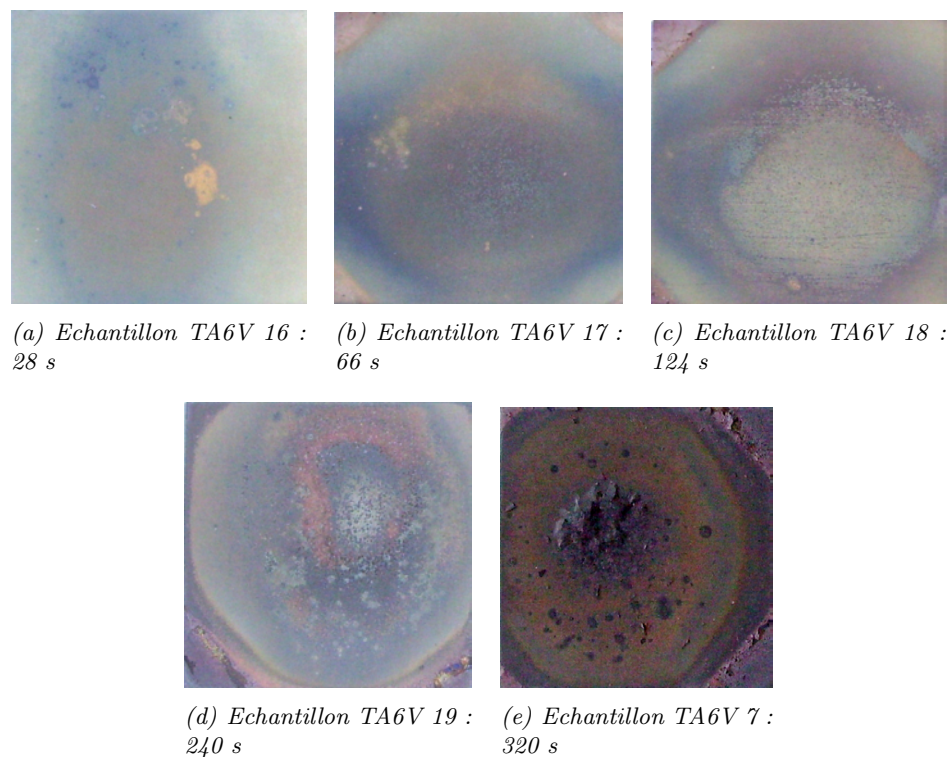 (a) Echantillon TA6V 16 :
28 s
(b) Echantillon TA6V 17 :
66 s
(c) Echantillon TA6V 18 :
124 s
(d) Echantillon TA6V 19 :
240 s
(e) Echantillon TA6V 7 :
320 s